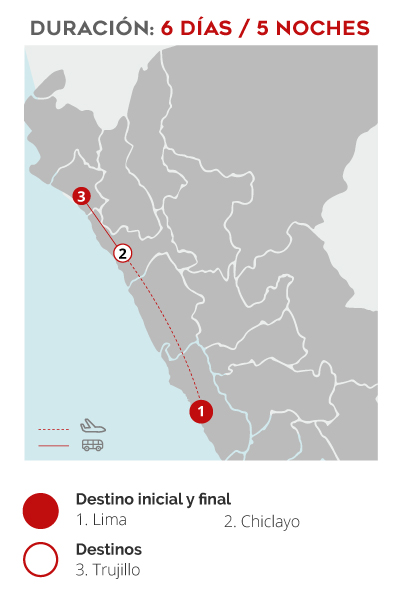 DURACIÓN: 6 DÍAS / 5 NOCHES
3
2
1
Destino inicial y final
1. Lima
2. Chiclayo
Destinos
3. Trujillo